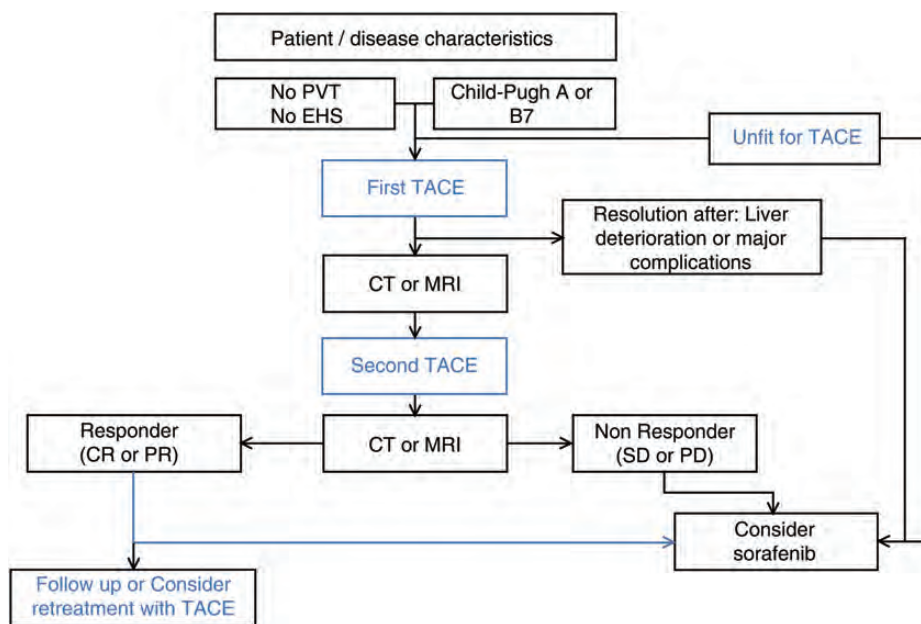 Patient / disease characteristics
No PVT
No EHS
Child-Pugh A or
B7
Unfit for TACE
First TACE
Resolution after: Liver
deterioration or major
complications
CT or MRI
Second TACE
Responder
(CR or PR)
CT or MRI
Non Responder
(SD or PD)
Consider
sorafenib
Follow up or Consider
retreatment with TACE